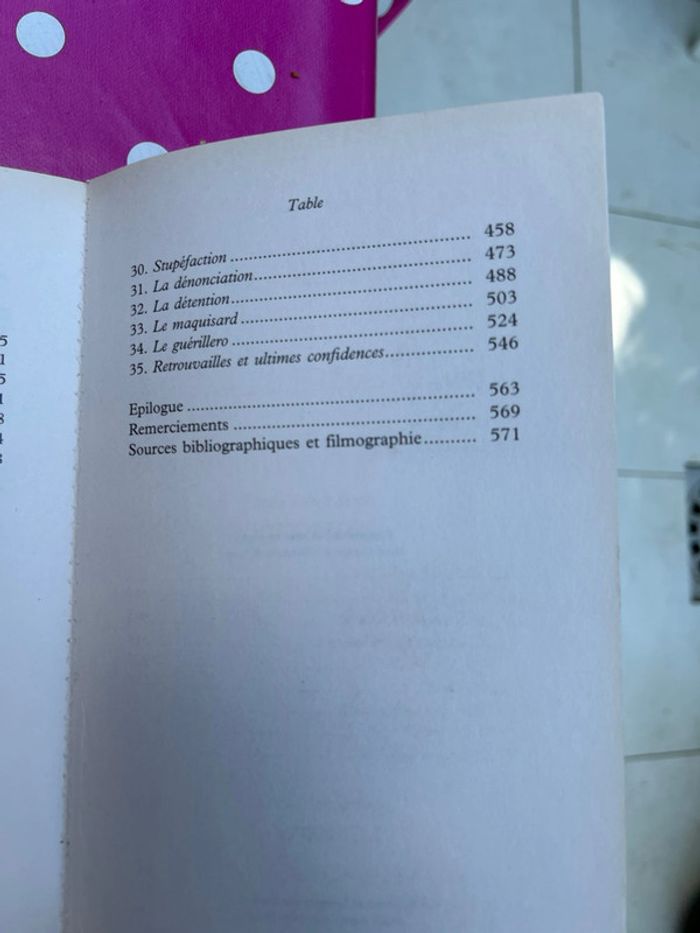 Table
30. Stupéfaction .......... 458
31. La dénonciation .......... 473
32. La détention .......... 488
33. Le maquisard .......... 503
34. Le guérillero .......... 524
35. Retrouvailles et ultimes confidences .......... 546
Epilogue .......... 563
Remerciements .......... 569
Sources bibliographiques et filmographie .......... 571